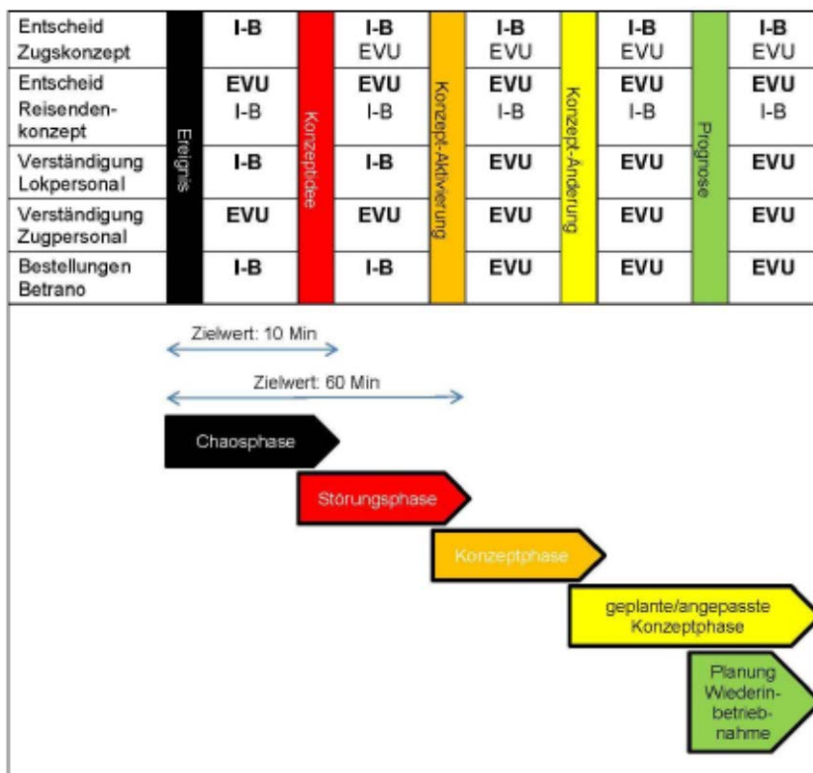 Entscheid I-B I-B I-B I-B I-B
Zugskonzept EVU EVU EVU EVU
Entscheid EVU EVU EVU EVU EVU
Reisenden- I-B I-B I-B I-B I-B
konzept
Verständigung I-B I-B EVU EVU EVU
Lokpersonal
Verständigung EVU EVU EVU EVU EVU
Zugpersonal
Bestellungen I-B I-B EVU EVU EVU
Betrano
Ereignis
Konzeptidee
Konzept-Aktivierung
Konzept-Änderung
Prognose
Zielwert: 10 Min
Zielwert: 60 Min
Chaosphase
Störungsphase
Konzeptphase
geplante/angepasste
Konzeptphase
Planung
Wiederin-
betrieb-
nahme